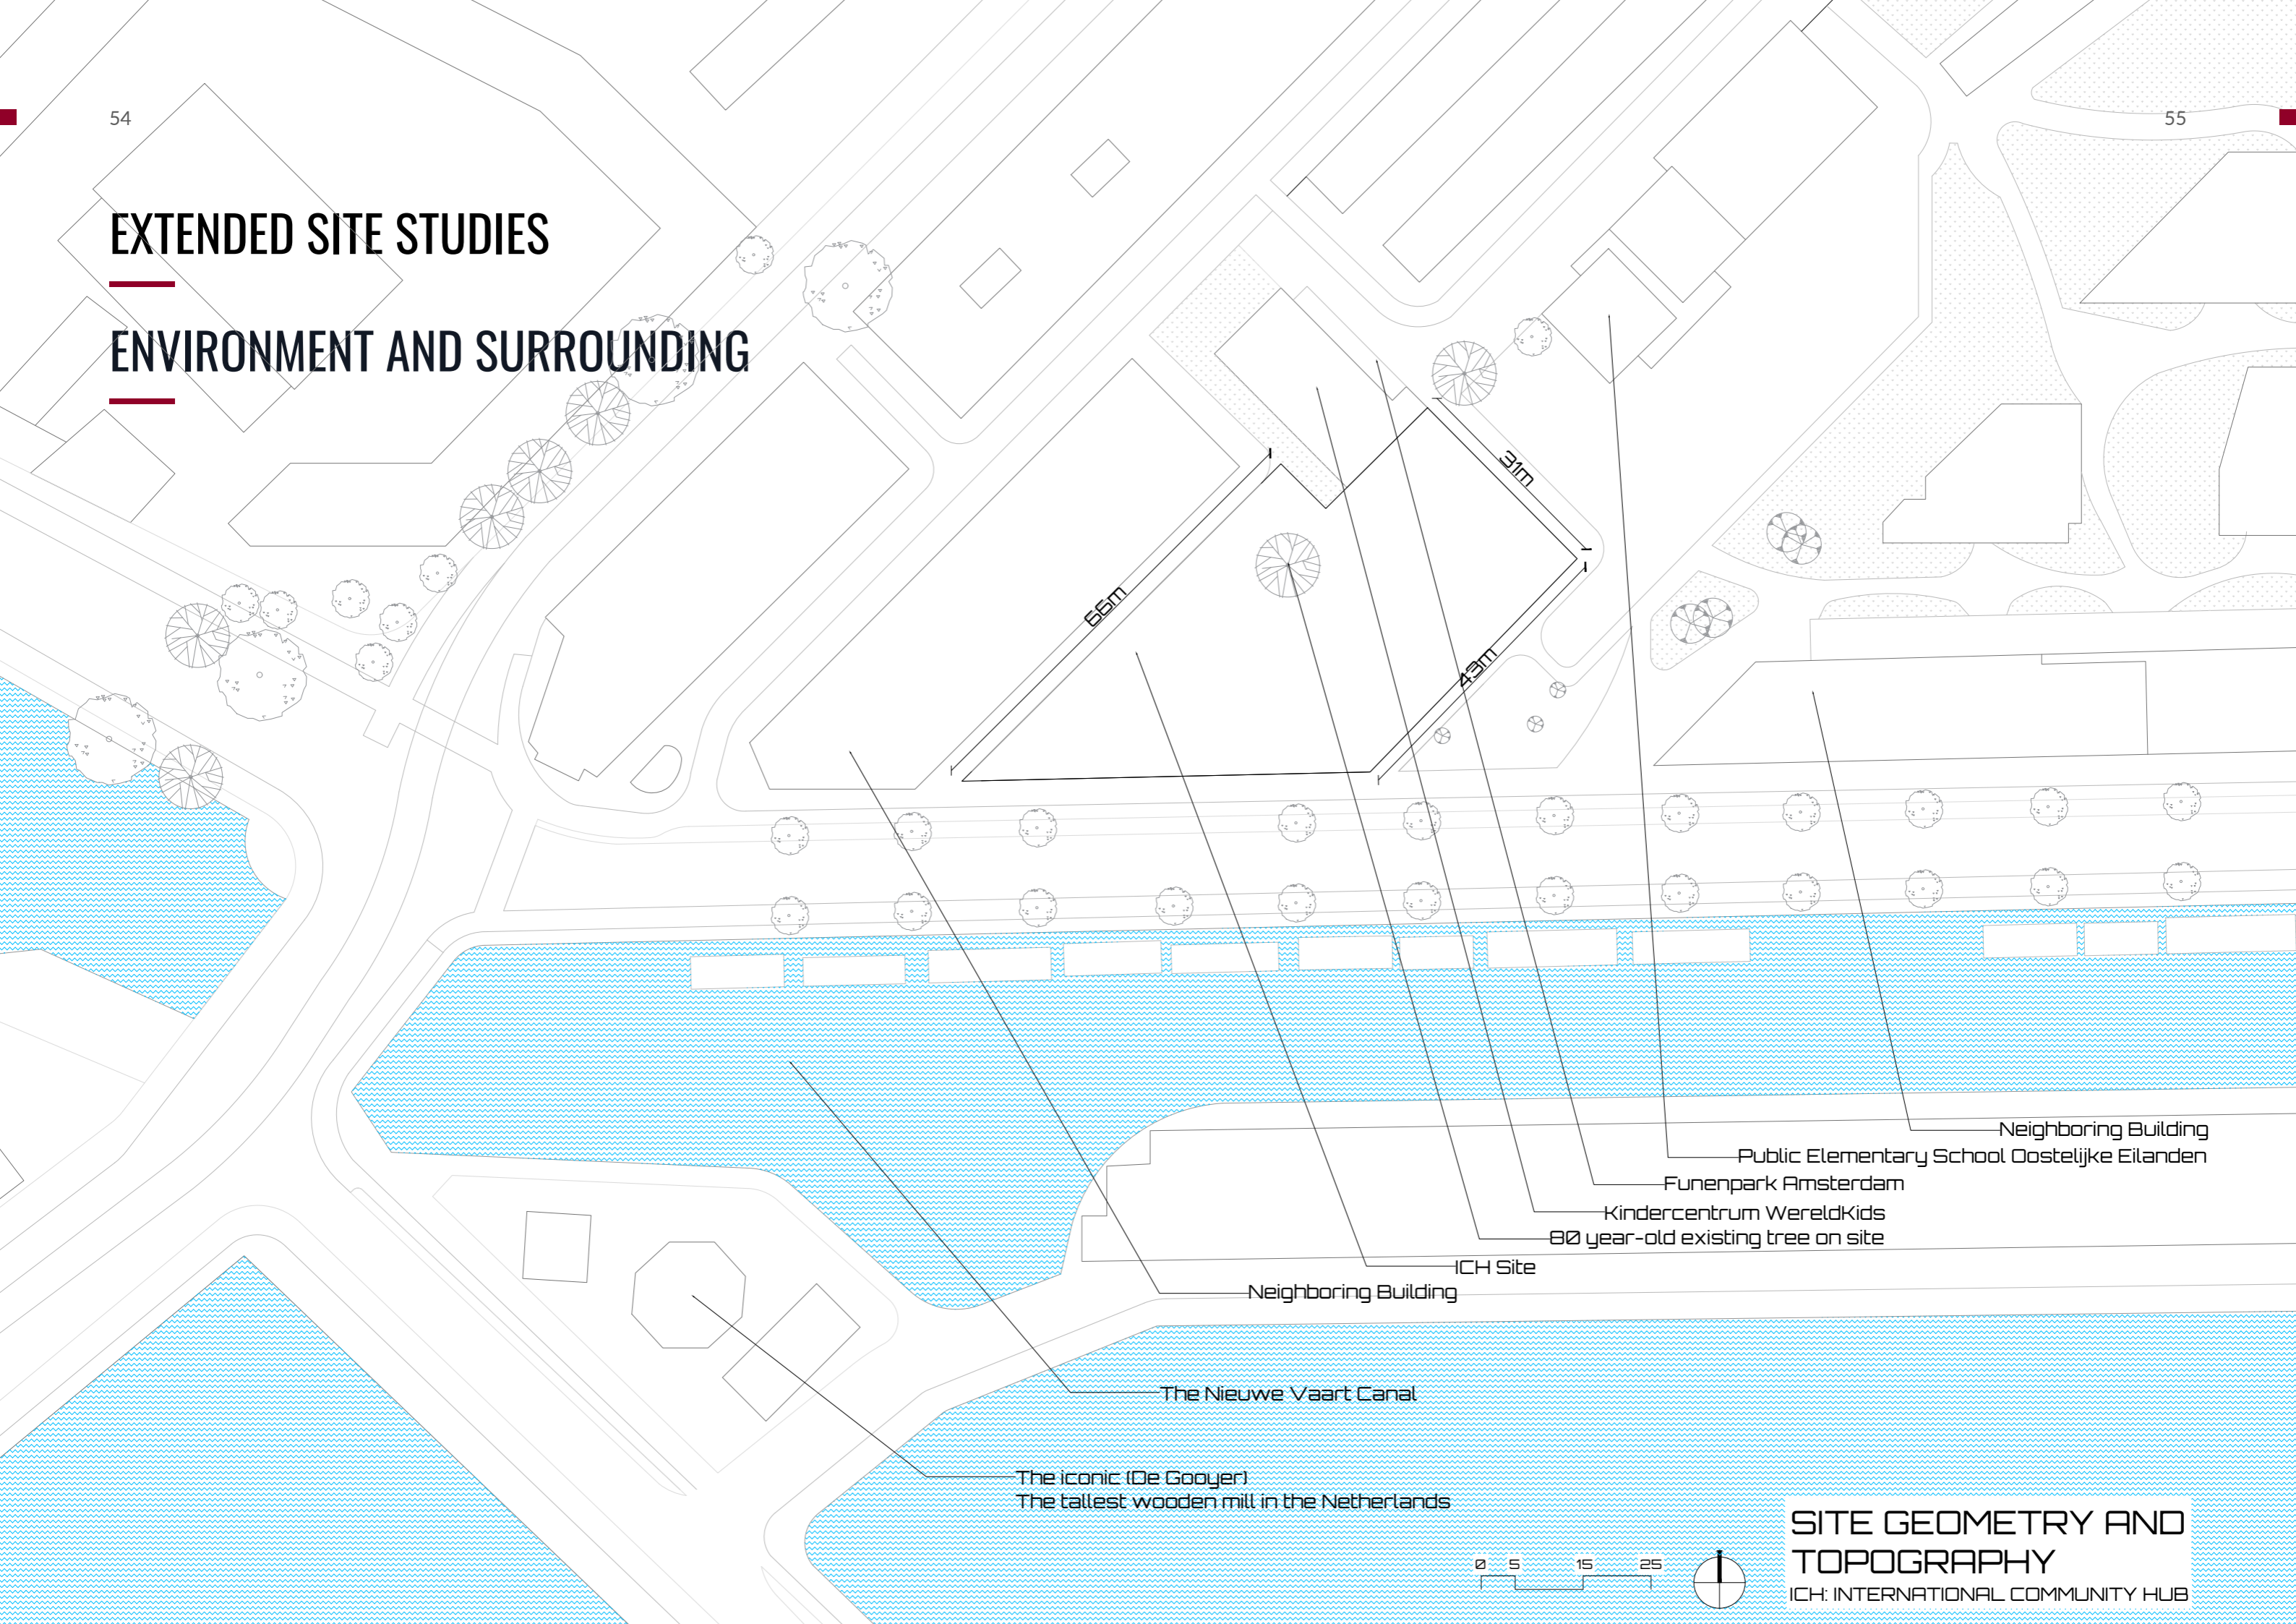 54
55
EXTENDED SITE STUDIES
ENVIRONMENT AND SURROUNDING
31m
66m
43m
Neighboring Building
Public Elementary School Oostelijke Eilanden
Funenpark Amsterdam
Kindercentrum WereldKids
80 year-old existing tree on site
ICH Site
Neighboring Building
The Nieuwe Vaart Canal
The iconic (De Gooyer)
The tallest wooden mill in the Netherlands
0 5 15 25
SITE GEOMETRY AND
TOPOGRAPHY
ICH: INTERNATIONAL COMMUNITY HUB